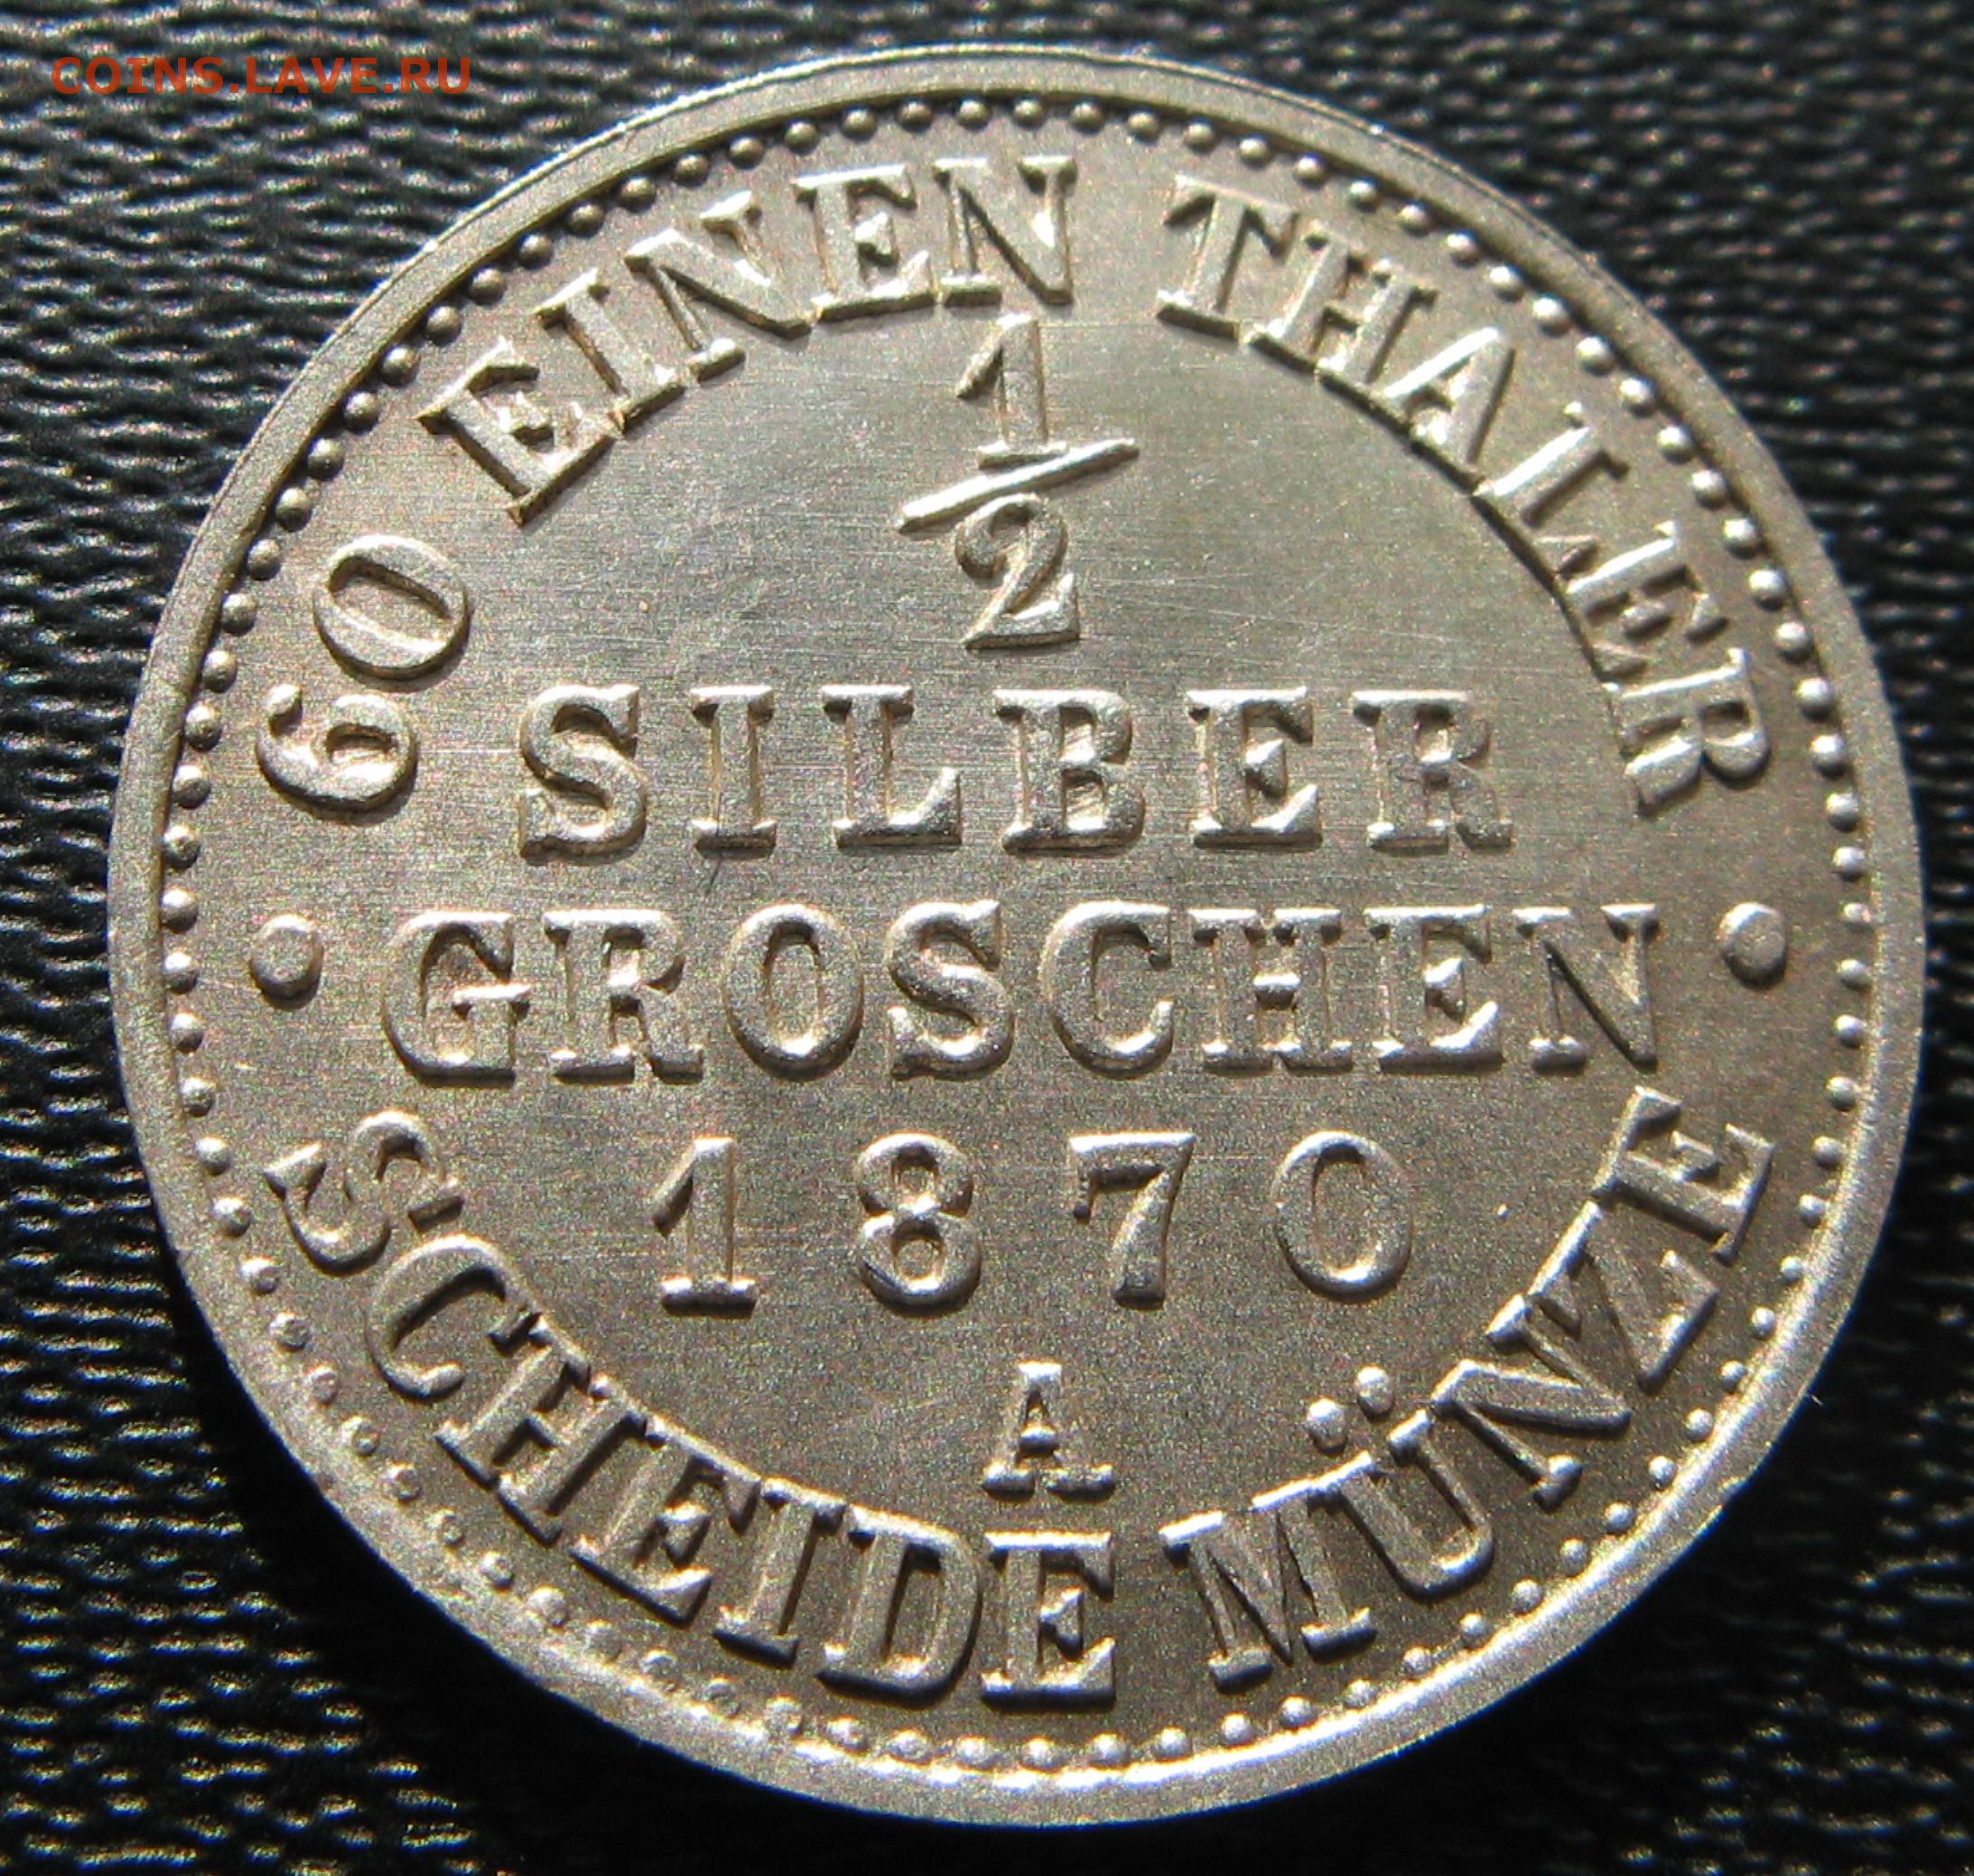 COINS.LAVE.RU
60 EINEN THALER
1/2
SILBER
GROSCHEN
1870
A
SCHEIDE MÜNZE